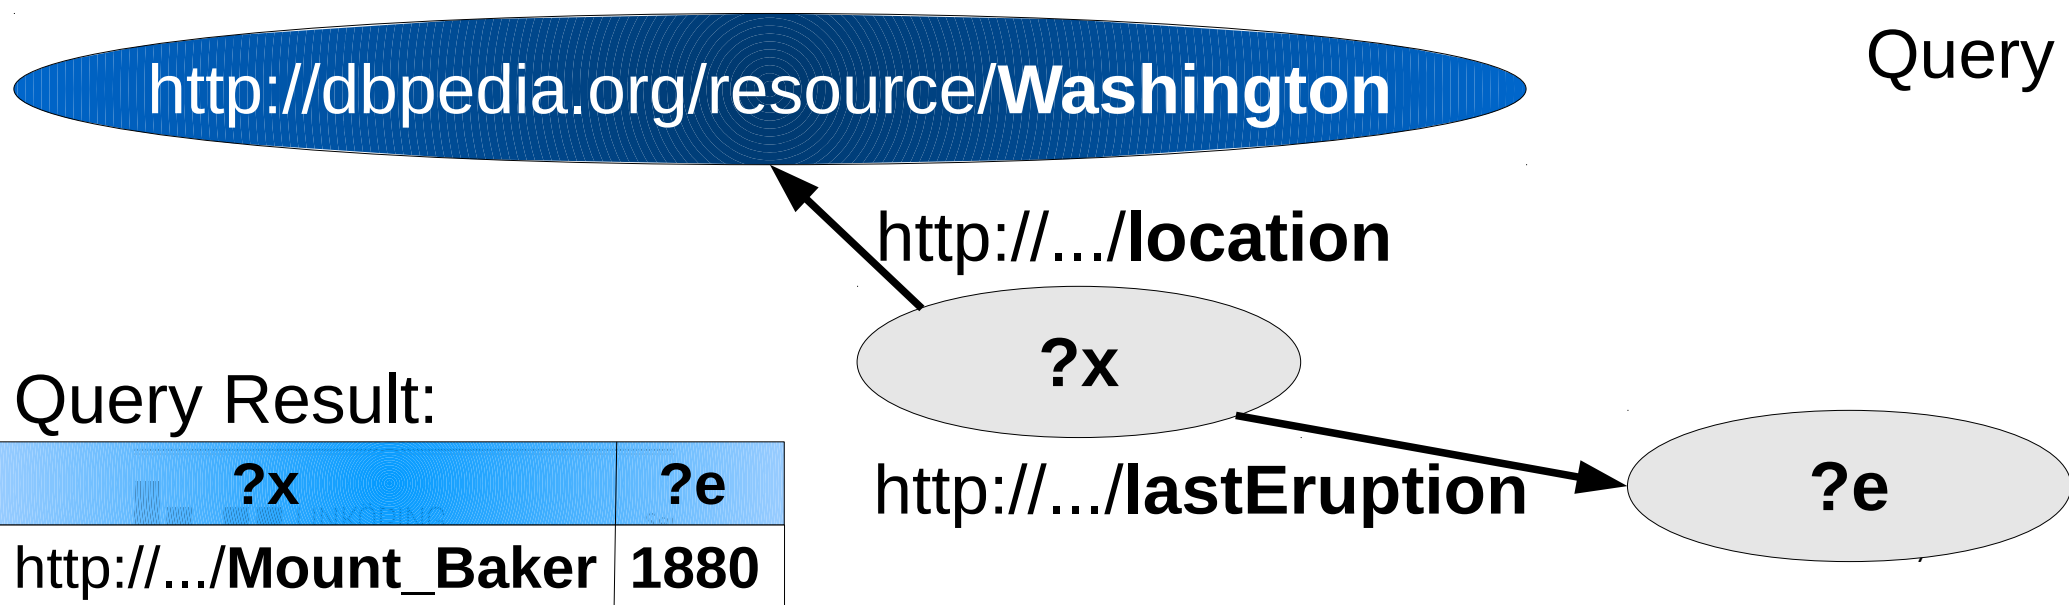 Query
http://dbpedia.org/resource/Washington
http://.../location
?x
Query Result:
?x ?e
http://.../lastEruption
?e
http://.../Mount_Baker 1880